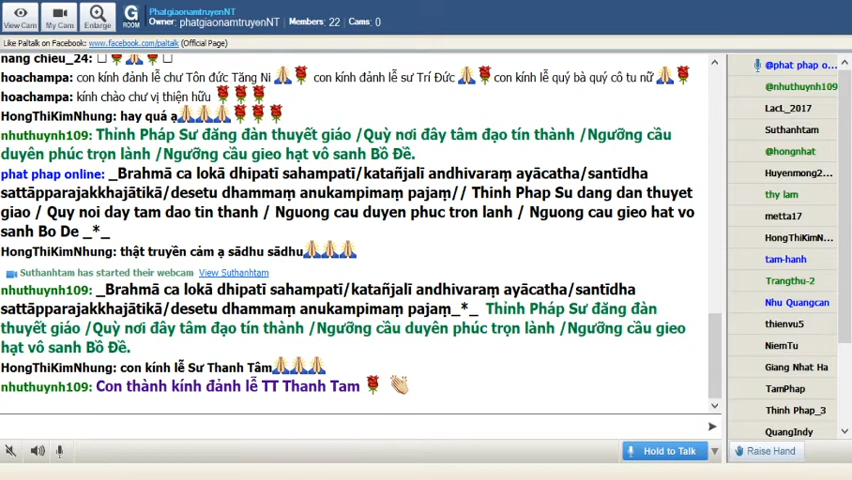 View Cam
My Cam
Enlarge
G
ROOM
PhatgiaonamtruyenNT
Owner: phatgiaonamtruyenNT | Members: 22 | Cams: 0
Like Paltalk on Facebook: www.facebook.com/paltalk (Official Page)
nang chieu_24:
hoachampa: con kính đảnh lễ chư Tôn đức Tăng Ni con kính đảnh lễ sư Trí Đức con kính lễ quý bà quý cô tu nữ
hoachampa: kính chào chư vị thiện hữu
HongThiKimNhung: hay quá ạ
nhuthuynh109: Thỉnh Pháp Sư đăng đàn thuyết giáo /Quỳ nơi đây tâm đạo tín thành /Ngưỡng cầu
duyên phúc trọn lành /Ngưỡng cầu gieo hạt vô sanh Bồ Đề.
phat phap online: _Brahmā ca lokā dhipatī sahampatī/katañjalī andhivaraṃ ayācatha/santīdha
sattāpparajakkhajātikā/desetu dhammaṃ anukampimaṃ pajaṃ// Thinh Phap Su dang dan thuyet
giao / Quy noi day tam dao tin thanh / Nguong cau duyen phuc tron lanh / Nguong cau gieo hat vo
sanh Bo De _*_
HongThiKimNhung: thật truyền cảm ạ sādhu sādhu
Suthanhtam has started their webcam View Suthanhtam
nhuthuynh109: _Brahmā ca lokā dhipatī sahampatī/katañjalī andhivaraṃ ayācatha/santīdha
sattāpparajakkhajātikā/desetu dhammaṃ anukampimaṃ pajaṃ_*_ Thỉnh Pháp Sư đăng đàn
thuyết giáo /Quỳ nơi đây tâm đạo tín thành /Ngưỡng cầu duyên phúc trọn lành /Ngưỡng cầu gieo
hạt vô sanh Bồ Đề.
HongThiKimNhung: con kính lễ Sư Thanh Tâm
nhuthuynh109: Con thành kính đảnh lễ TT Thanh Tam
Hold to Talk
Raise Hand
@phat phap o...
@nhuthuynh109
LacL_2017
Suthanhtam
@hongnhat
Huyenmong2...
thy lam
metta17
HongThiKimN...
tam-hanh
Trangthu-2
Nhu Quangcan
thienvu5
NiemTu
Giang Nhat Ha
TamPhap
Thinh Phap_3
QuangIndy